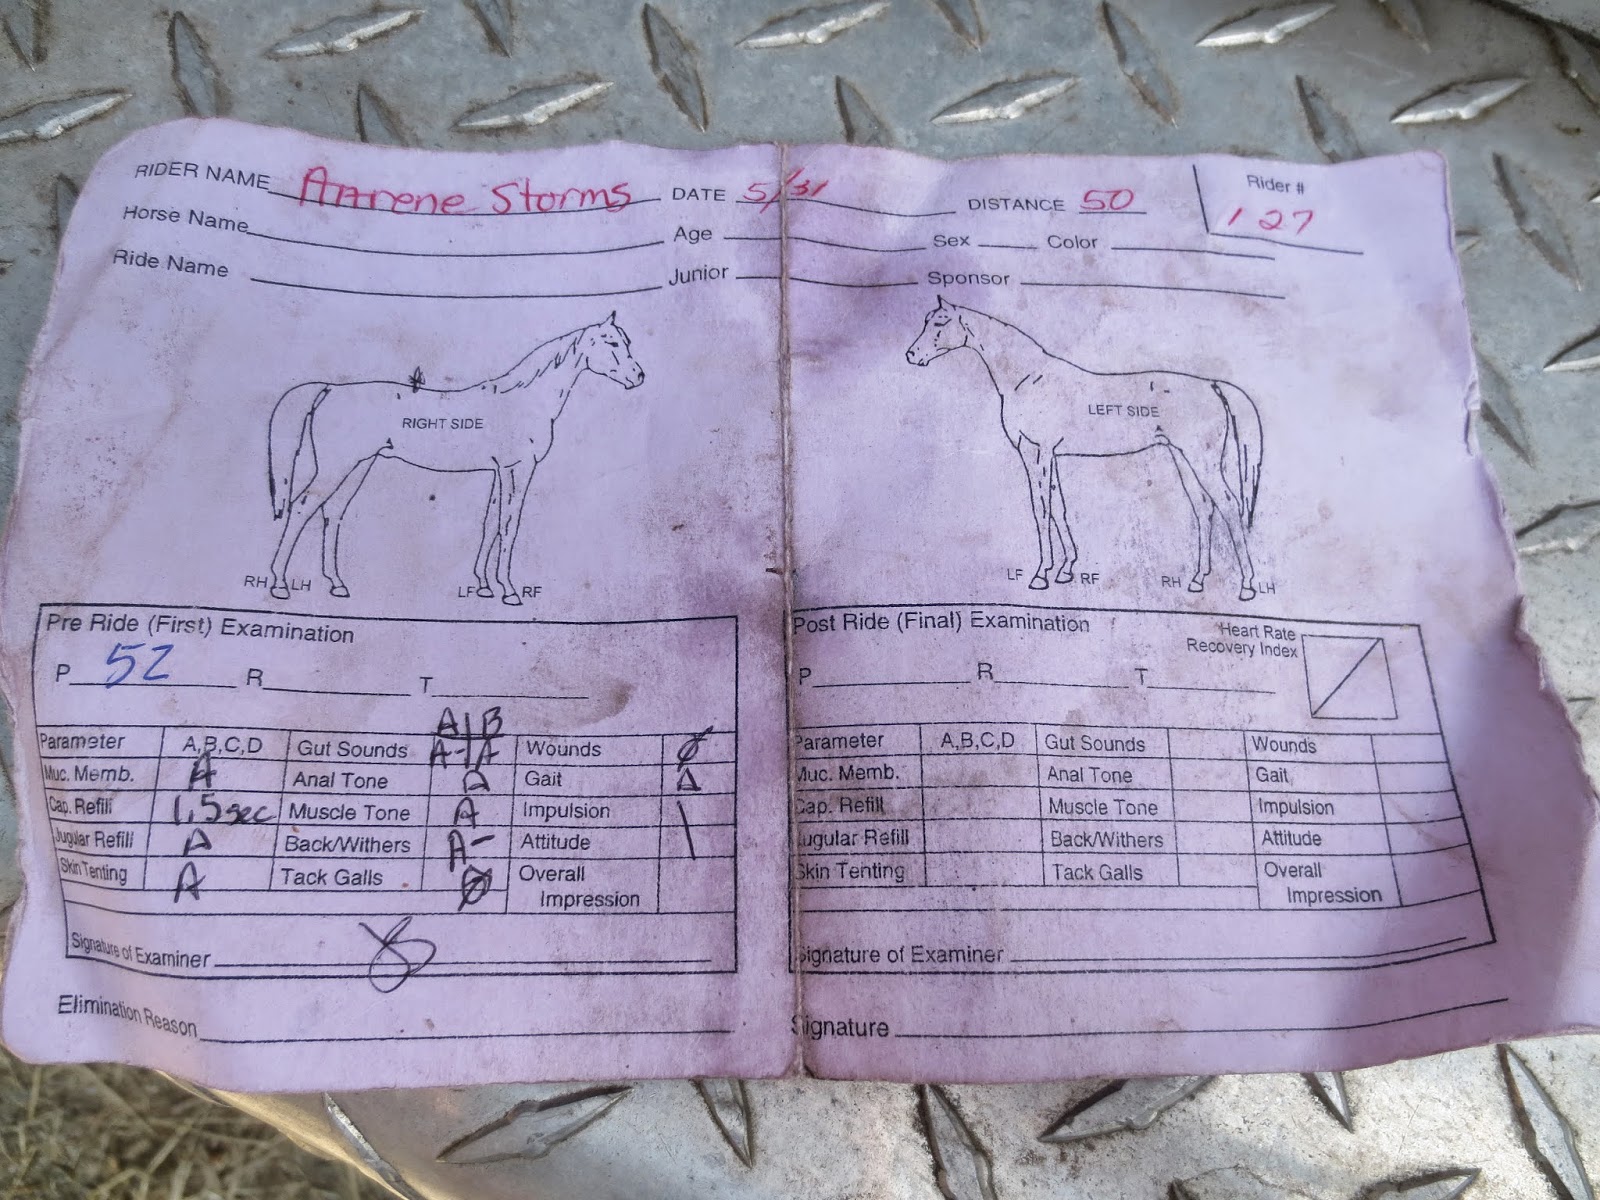 RIDER NAME Aarene Storms DATE 5/31 DISTANCE 50 Rider # 127
Horse Name Age Sex Color
Ride Name Junior Sponsor
RIGHT SIDE LEFT SIDE
RH LH LF RF LF RF RH LH
Pre Ride (First) Examination
P 52 R T
A|B
Parameter A,B,C,D Gut Sounds A-|A Wounds Ø
Muc. Memb. A Anal Tone A Gait A
Cap. Refill 1.5 sec Muscle Tone A Impulsion |
Jugular Refill A Back/Withers A- Attitude |
Skin Tenting A Tack Galls Ø Overall
Impression
Signature of Examiner
Elimination Reason
Post Ride (Final) Examination Heart Rate
Recovery Index
P R T
Parameter A,B,C,D Gut Sounds Wounds
Muc. Memb. Anal Tone Gait
Cap. Refill Muscle Tone Impulsion
Jugular Refill Back/Withers Attitude
Skin Tenting Tack Galls Overall
Impression
Signature of Examiner
Signature